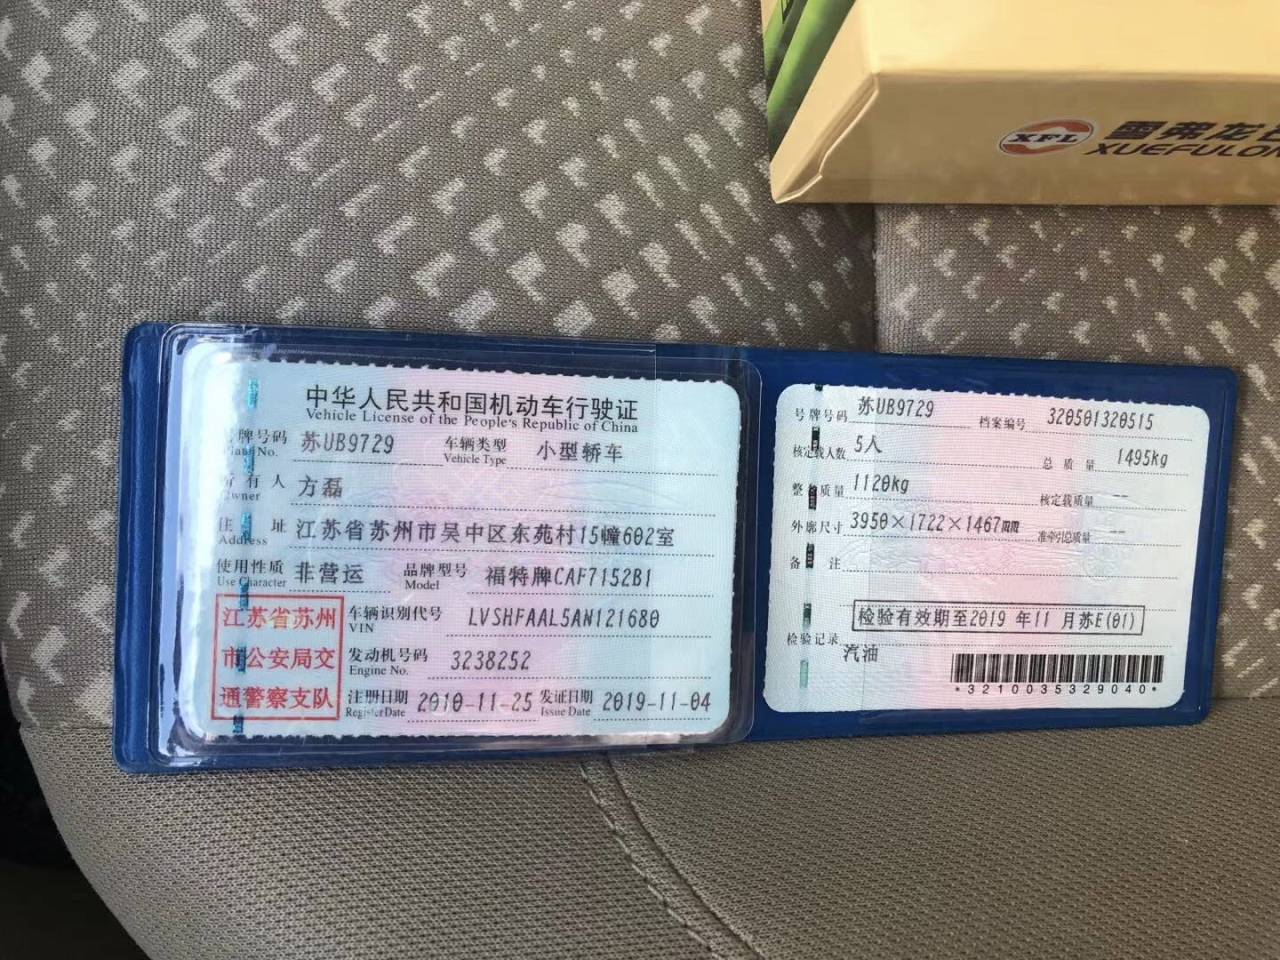 XFL 雪弗龙
XUEFULON
中华人民共和国机动车行驶证
Vehicle License of the People's Republic of China
号牌号码 苏UB9729 车辆类型 小型轿车
Plate No. Vehicle Type
所有人 方磊
Owner
住址 江苏省苏州市吴中区东苑村15幢602室
Address
使用性质 非营运 品牌型号 福特牌CAF7152B1
Use Character Model
江苏省苏州
市公安局交
通警察支队
车辆识别代号 LVSHFAAL5AN121680
VIN
发动机号码 3238252
Engine No.
注册日期 2010-11-25 发证日期 2019-11-04
Register Date Issue Date
号牌号码 苏UB9729 档案编号 320501320515
核定载人数 5人 总质量 1495kg
整备质量 1120kg 核定载质量 --
外廓尺寸 3950×1722×1467mm 准牵引总质量 --
备注
检验有效期至2019 年11 月苏E(01)
检验记录
汽油
*3210035329040*